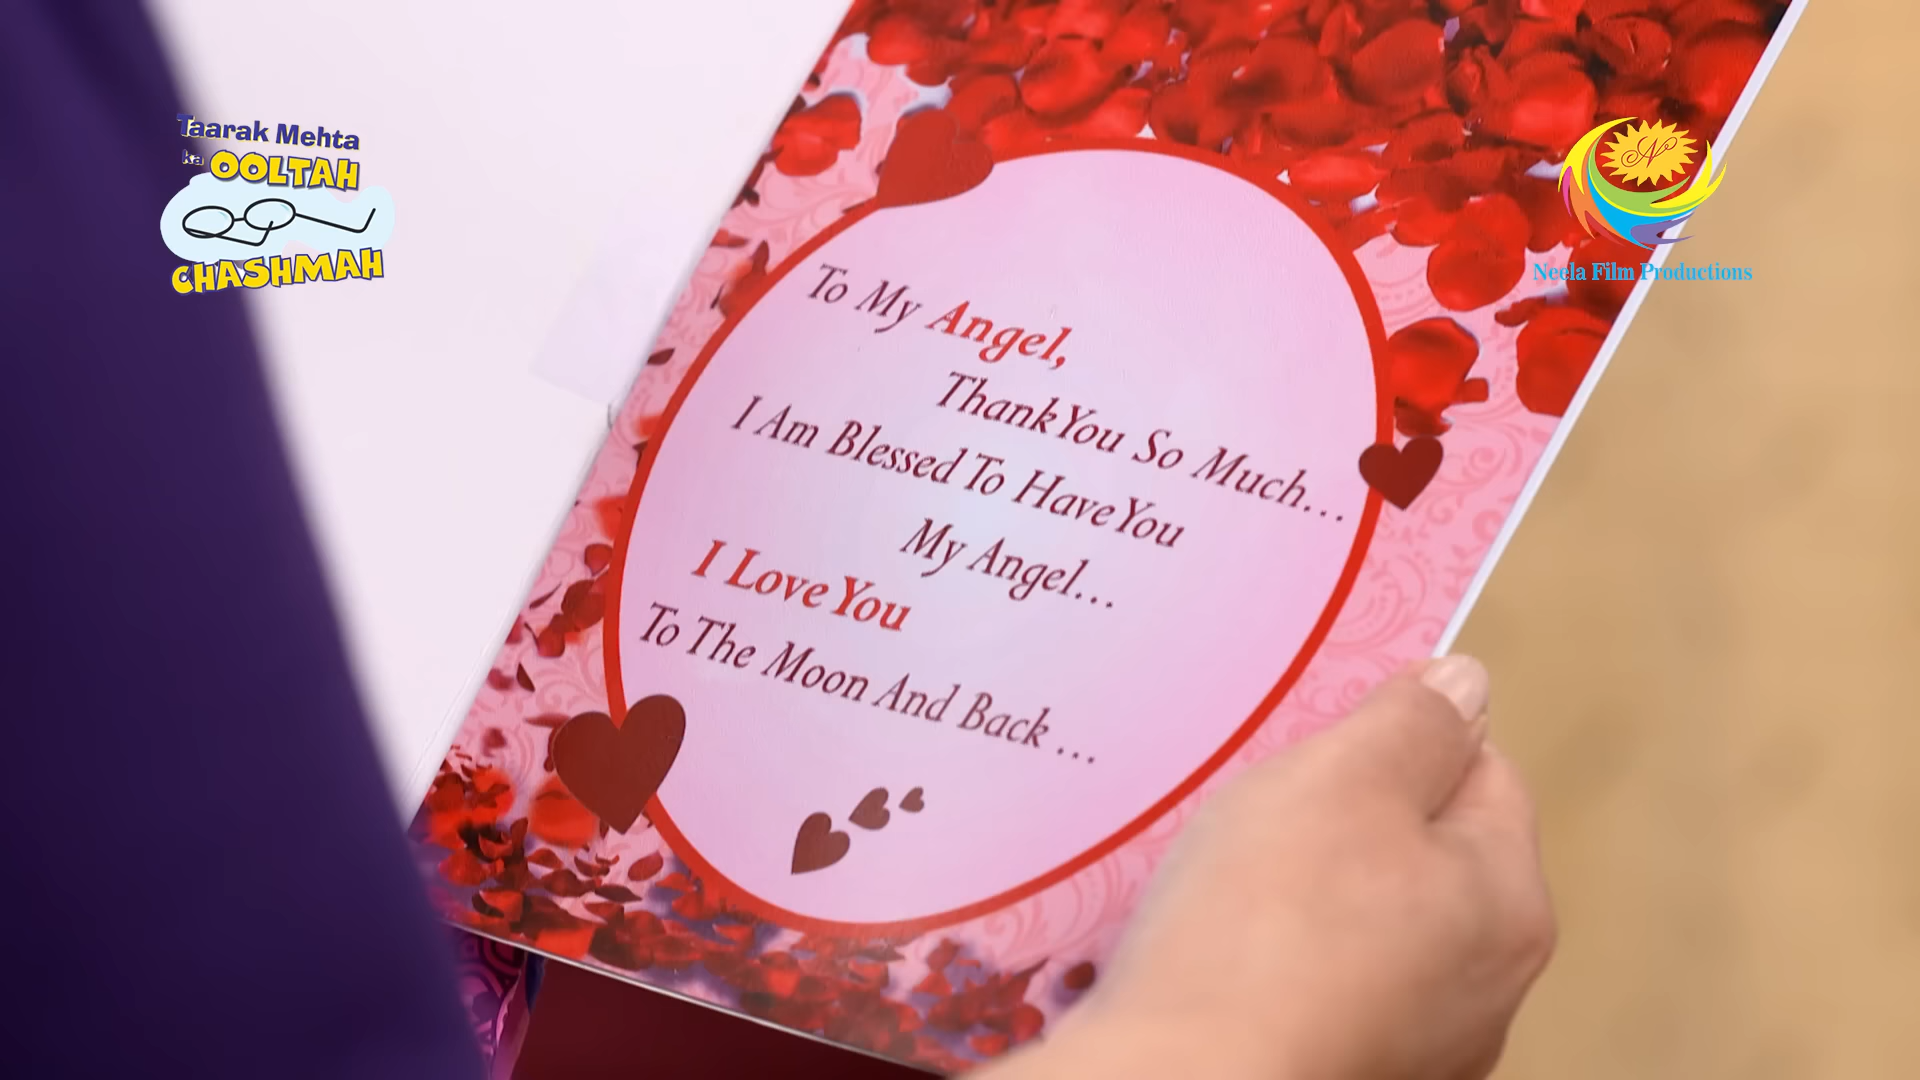 Taarak Mehta
ka OOLTAH
CHASHMAH
N
Neela Film Productions
To My Angel,
Thank You So Much...
I Am Blessed To Have You
My Angel...
I Love You
To The Moon And Back ...